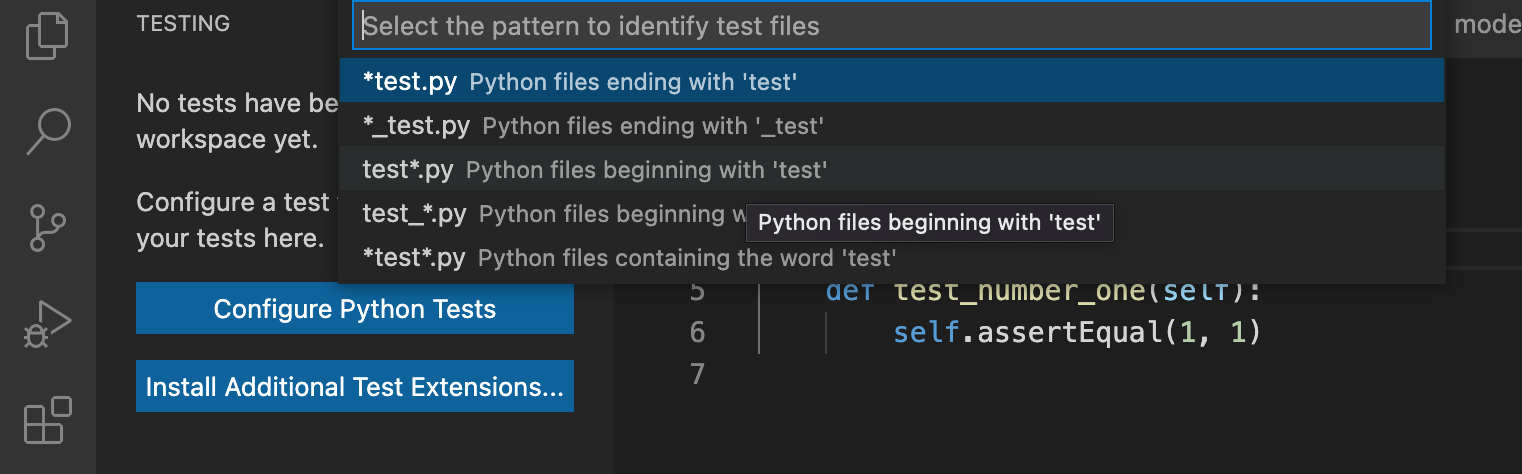 TESTING
Select the pattern to identify test files
mode
*test.py Python files ending with 'test'
No tests have be
*_test.py Python files ending with '_test'
workspace yet.
test*.py Python files beginning with 'test'
Configure a test
test_*.py Python files beginning w
Python files beginning with 'test'
your tests here.
*test*.py Python files containing the word 'test'
Configure Python Tests
5 def test_number_one(self):
6 self.assertEqual(1, 1)
7
Install Additional Test Extensions...